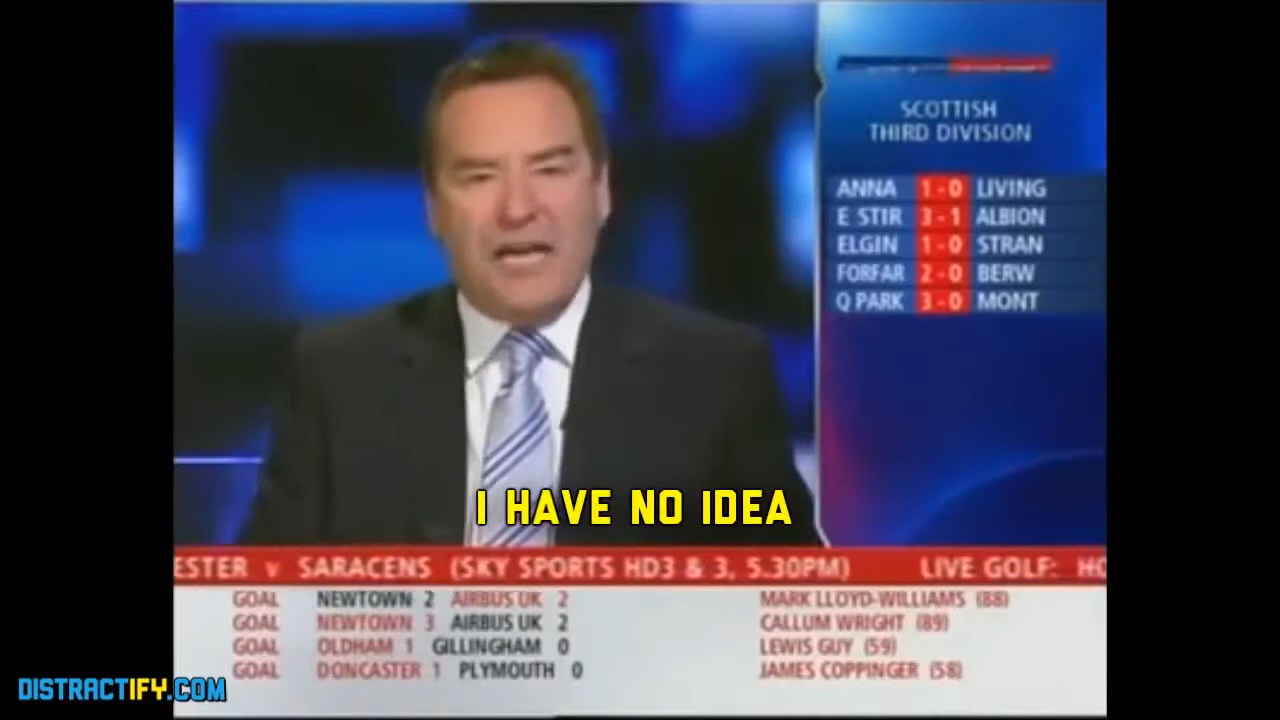 SCOTTISH
THIRD DIVISION
ANNA 1-0 LIVING
E STIR 3-1 ALBION
ELGIN 1-0 STRAN
FORFAR 2-0 BERW
Q PARK 3-0 MONT
I HAVE NO IDEA
ESTER v SARACENS (SKY SPORTS HD3 & 3, 5.30PM) LIVE GOLF: HO
GOAL NEWTOWN 2 AIRBUS UK 2 MARK LLOYD-WILLIAMS (88)
GOAL NEWTOWN 3 AIRBUS UK 2 CALLUM WRIGHT (89)
GOAL OLDHAM 1 GILLINGHAM 0 LEWIS GUY (59)
GOAL DONCASTER 1 PLYMOUTH 0 JAMES COPPINGER (58)
DISTRACTIFY.COM